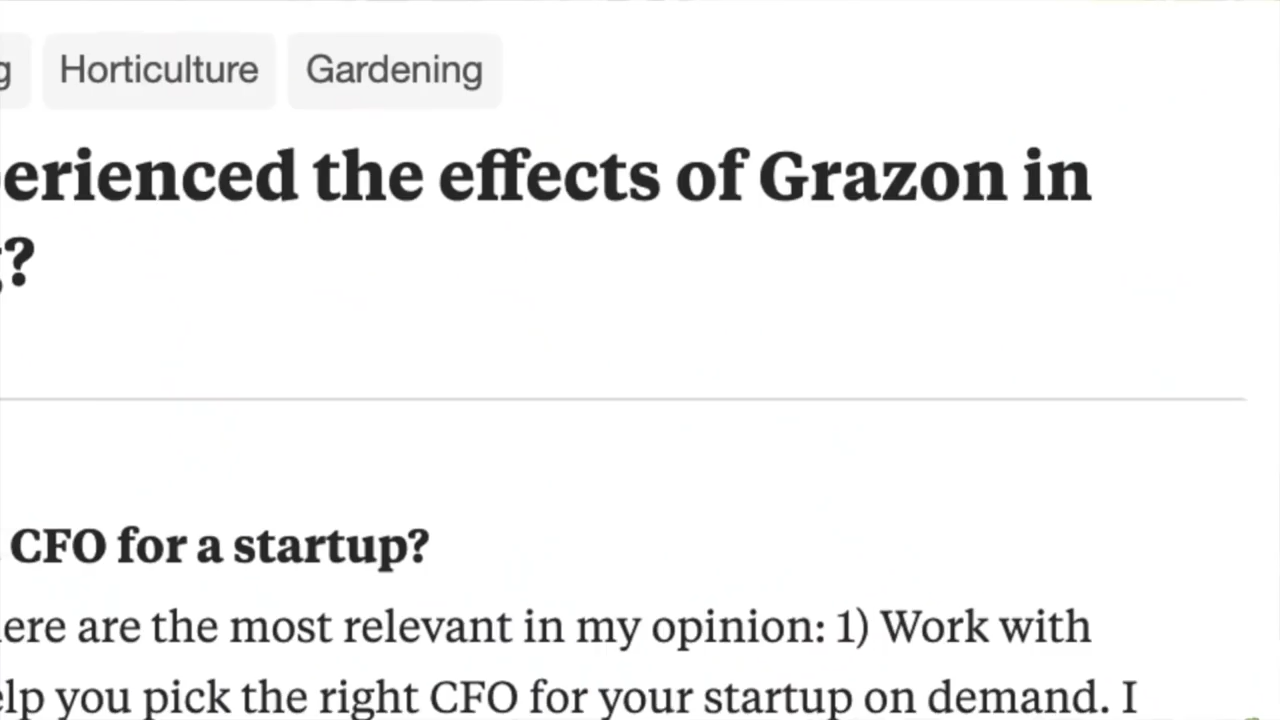 g Horticulture Gardening
erienced the effects of Grazon in
g?
CFO for a startup?
ere are the most relevant in my opinion: 1) Work with
elp you pick the right CFO for your startup on demand. I